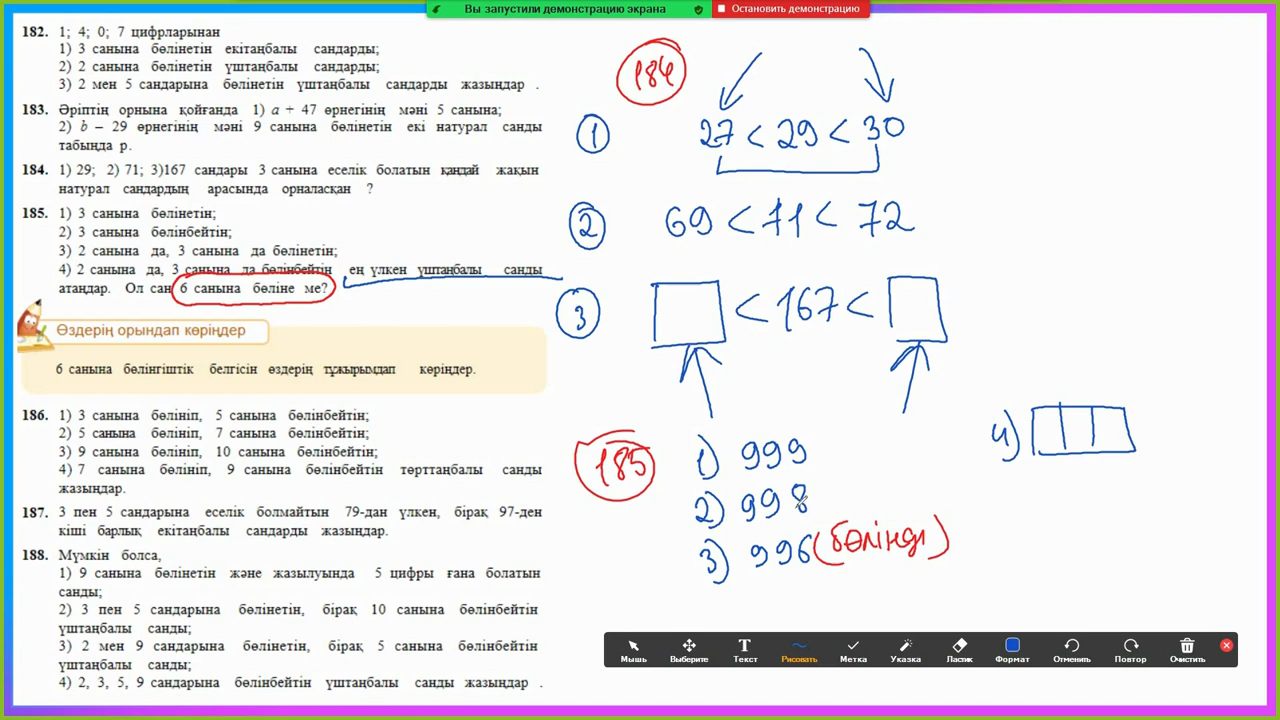 Вы запустили демонстрацию экрана
Остановить демонстрацию
182. 1; 4; 0; 7 цифрларынан
1) 3 санына бөлінетін екітаңбалы сандарды;
2) 2 санына бөлінетін үштаңбалы сандарды;
3) 2 мен 5 сандарына бөлінетін үштаңбалы сандарды жазыңдар .
183. Әріптің орнына қойғанда 1) a + 47 өрнегінің мәні 5 санына;
2) b – 29 өрнегінің мәні 9 санына бөлінетін екі натурал санды
табыңда р.
184. 1) 29; 2) 71; 3)167 сандары 3 санына еселік болатын қандай жақын
натурал сандардың арасында орналасқан ?
185. 1) 3 санына бөлінетін;
2) 3 санына бөлінбейтін;
3) 2 санына да, 3 санына да бөлінетін;
4) 2 санына да, 3 санына да бөлінбейтін ең үлкен үштаңбалы санды
атаңдар. Ол сан 6 санына бөліне ме?
Өздерің орындап көріңдер
6 санына бөлінгіштік белгісін өздерің тұжырымдап көріңдер.
186. 1) 3 санына бөлініп, 5 санына бөлінбейтін;
2) 5 санына бөлініп, 7 санына бөлінбейтін;
3) 9 санына бөлініп, 10 санына бөлінбейтін;
4) 7 санына бөлініп, 9 санына бөлінбейтін төрттаңбалы санды
жазыңдар.
187. 3 пен 5 сандарына еселік болмайтын 79-дан үлкен, бірақ 97-ден
кіші барлық екітаңбалы сандарды жазыңдар.
188. Мүмкін болса,
1) 9 санына бөлінетін және жазылуында 5 цифры ғана болатын
санды;
2) 3 пен 5 сандарына бөлінетін, бірақ 10 санына бөлінбейтін
үштаңбалы санды;
3) 2 мен 9 сандарына бөлінетін, бірақ 5 санына бөлінбейтін
үштаңбалы санды;
4) 2, 3, 5, 9 сандарына бөлінбейтін үштаңбалы санды жазыңдар .
184
1 27 < 29 < 30
2 69 < 71 < 72
3 < 167 <
185 1) 999
2) 998
3) 996 (бөлінді)
4)
Мышь Выберите Текст Рисовать Метка Указка Ластик Формат Отменить Повтор Очистить